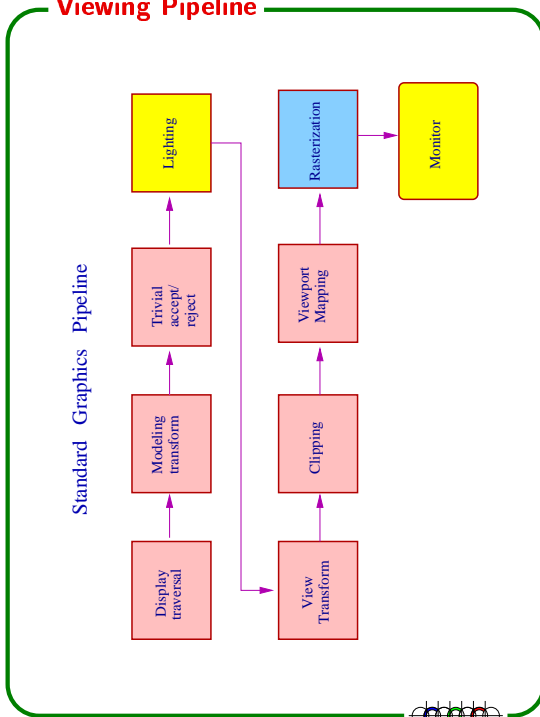 Viewing Pipeline
Standard Graphics Pipeline
Display
traversal
Modeling
transform
Trivial
accept/
reject
Lighting
View
Transform
Clipping
Viewport
Mapping
Rasterization
Monitor